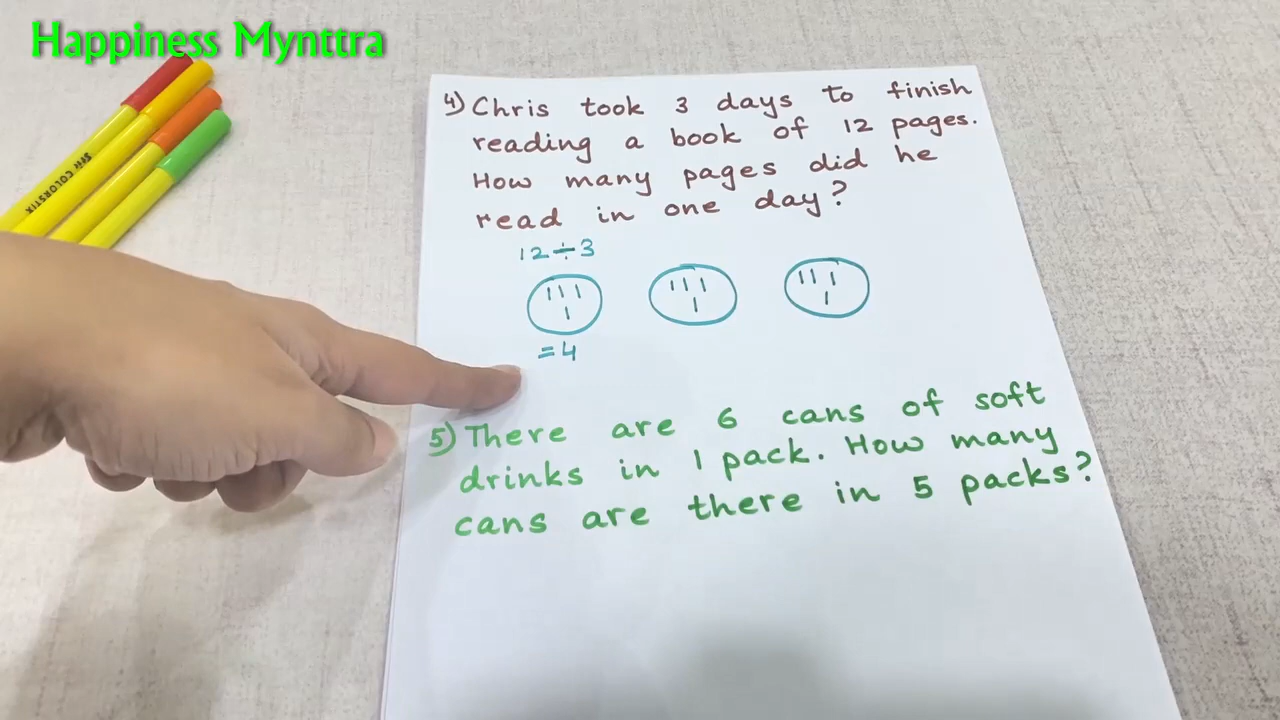 Happiness Mynttra
SFH COLORSTIX
4) Chris took 3 days to finish
reading a book of 12 pages.
How many pages did he
read in one day?
12÷3
=4
5) There are 6 cans of soft
drinks in 1 pack. How many
cans are there in 5 packs?